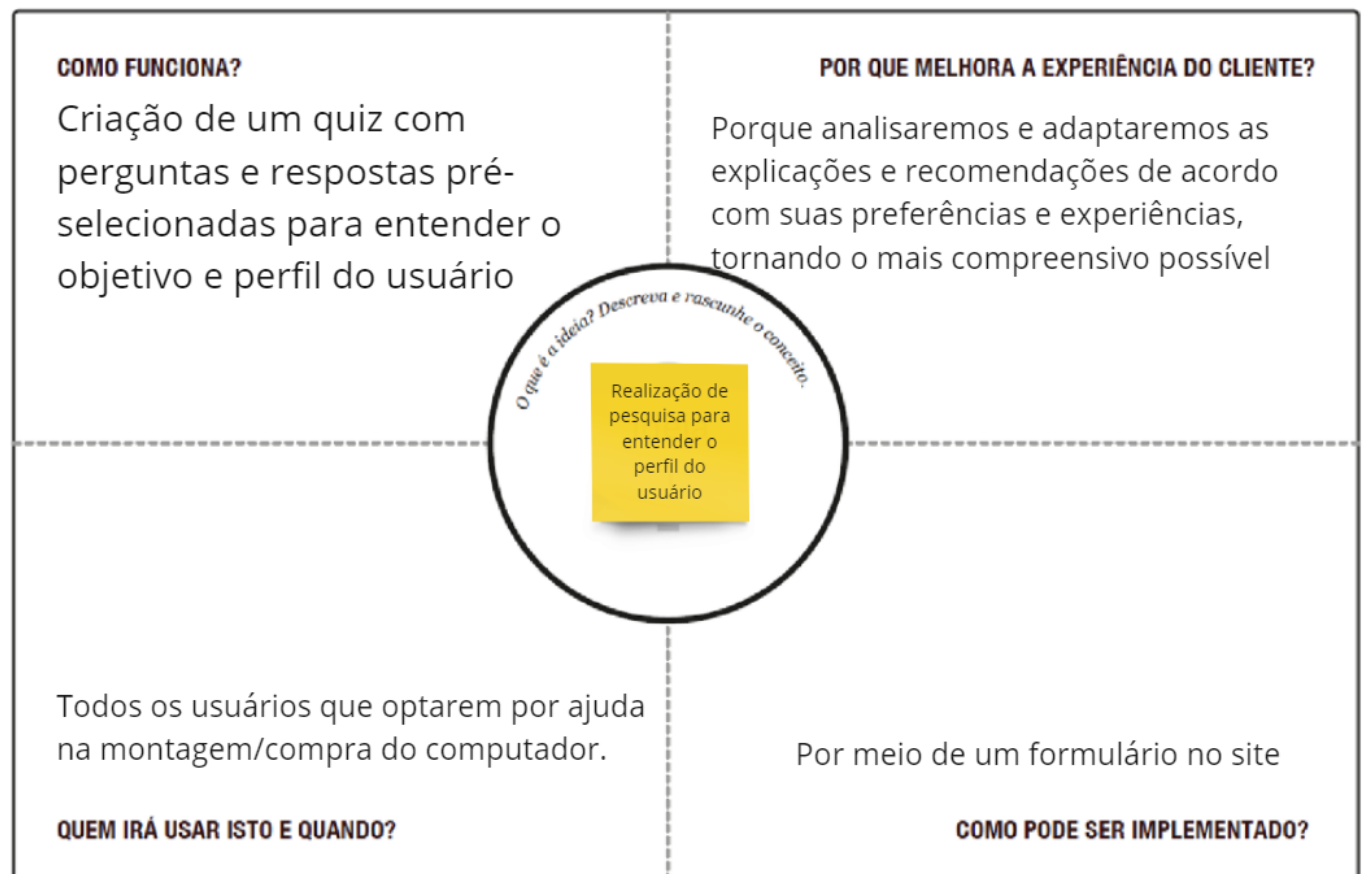 COMO FUNCIONA?
Criação de um quiz com
perguntas e respostas pré-
selecionadas para entender o
objetivo e perfil do usuário
POR QUE MELHORA A EXPERIÊNCIA DO CLIENTE?
Porque analisaremos e adaptaremos as
explicações e recomendações de acordo
com suas preferências e experiências,
tornando o mais compreensivo possível
O que é a ideia? Descreva e rascunhe o conceito.
Realização de
pesquisa para
entender o
perfil do
usuário
Todos os usuários que optarem por ajuda
na montagem/compra do computador.
QUEM IRÁ USAR ISTO E QUANDO?
Por meio de um formulário no site
COMO PODE SER IMPLEMENTADO?